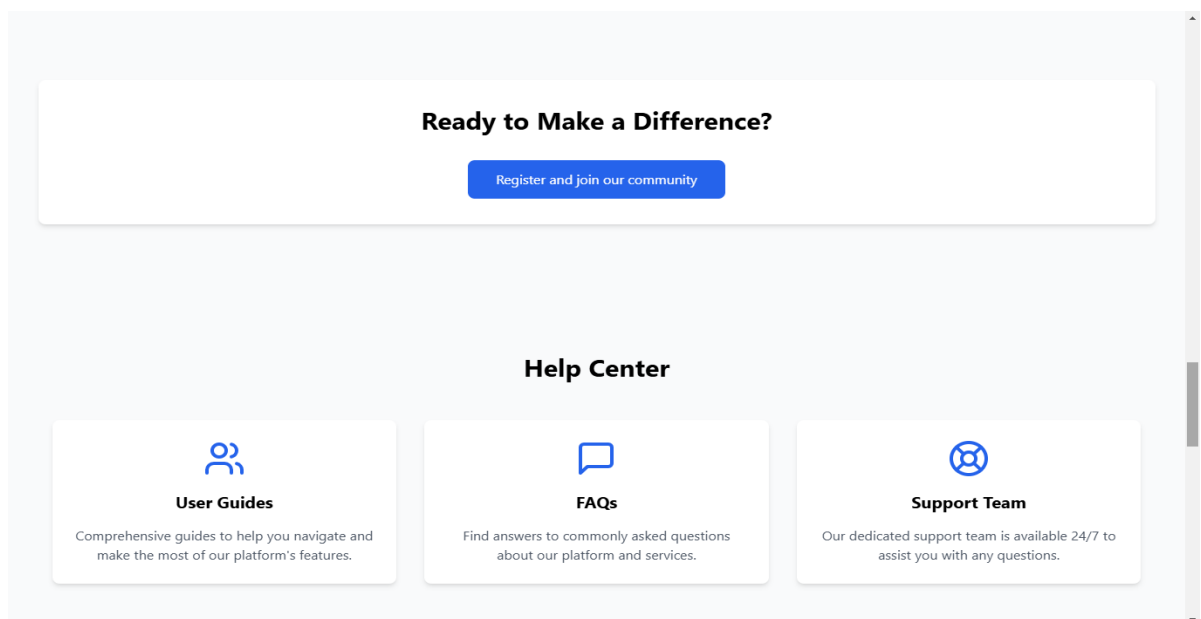 Ready to Make a Difference?
Register and join our community
Help Center
User Guides
Comprehensive guides to help you navigate and
make the most of our platform's features.
FAQs
Find answers to commonly asked questions
about our platform and services.
Support Team
Our dedicated support team is available 24/7 to
assist you with any questions.